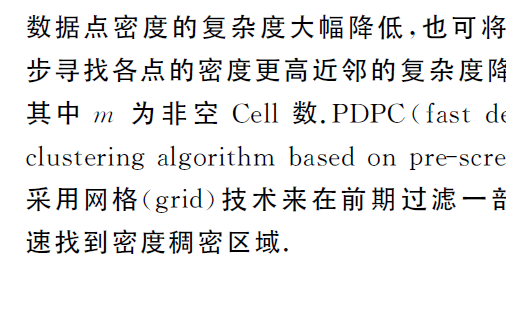 数据点密度的复杂度大幅降低,也可将
步寻找各点的密度更高近邻的复杂度降
其中 m 为非空 Cell 数.PDPC(fast de
clustering algorithm based on pre-scre
采用网格(grid)技术来在前期过滤一部
速找到密度稠密区域.